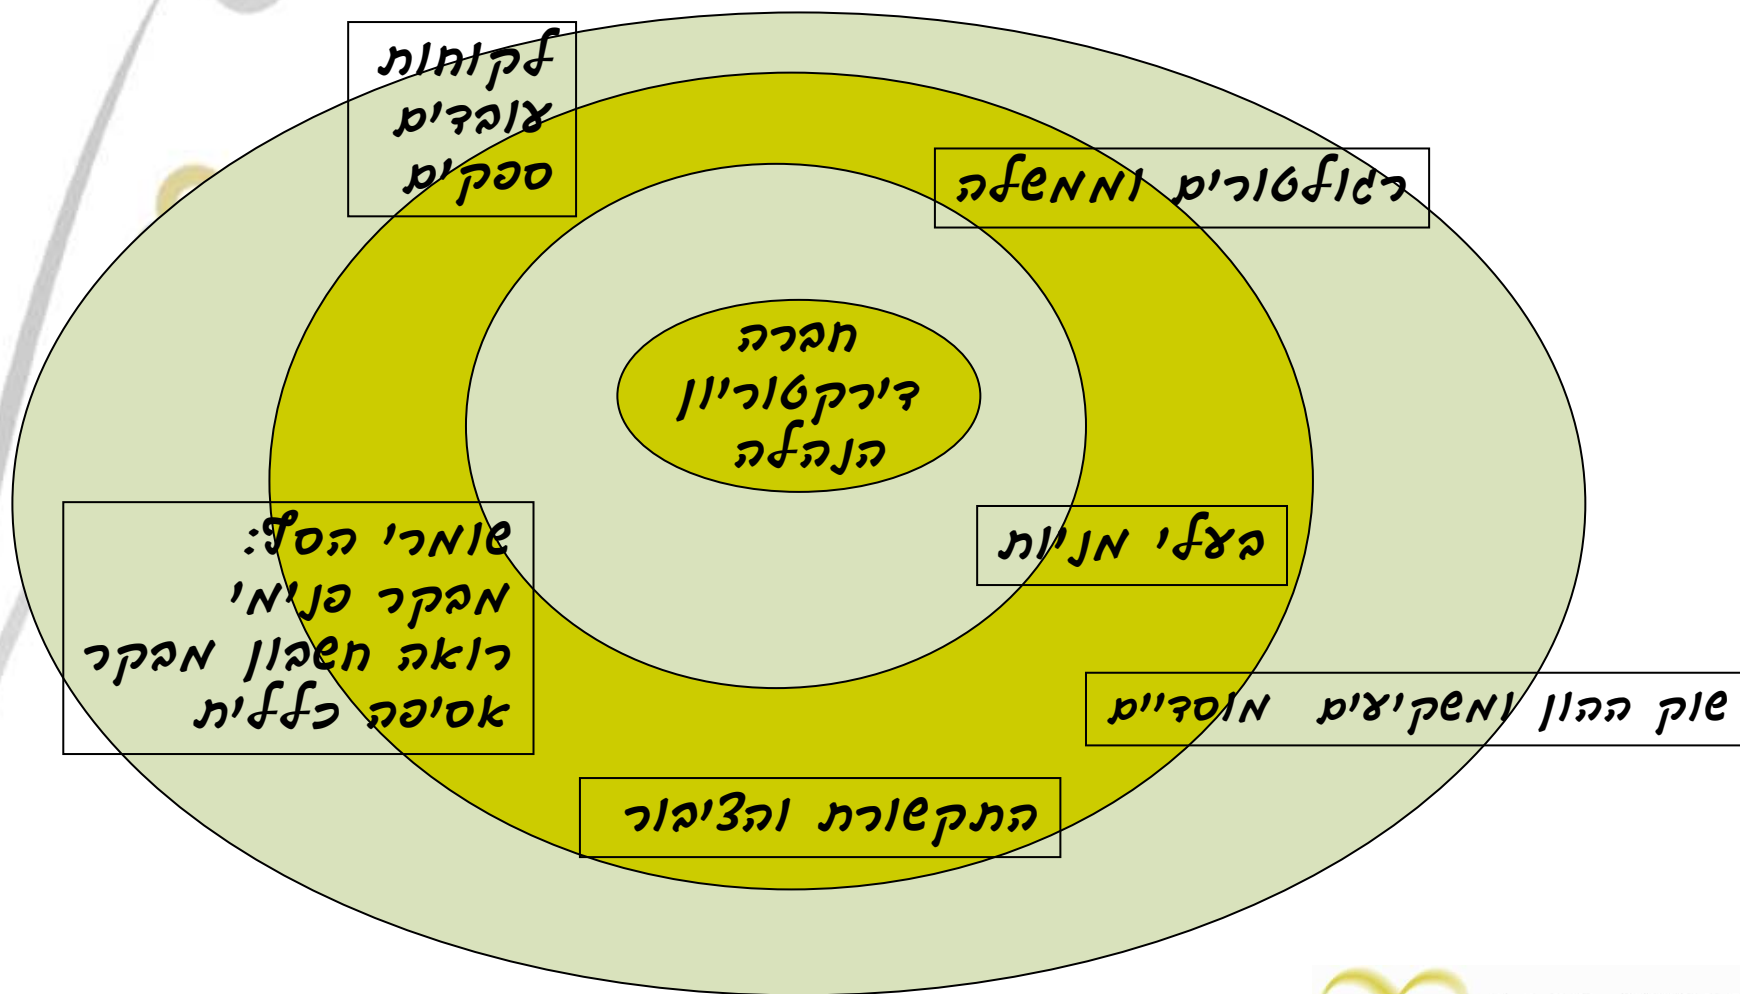 לקוחות
עובדים
ספקים
רגולטורים וממשלה
חברה
דירקטוריון
הנהלה
שומרי הסף:
מבקר פנימי
רואה חשבון מבקר
אסיפה כללית
בעלי מניות
שוק ההון ומשקיעים מוסדיים
התקשורת והציבור